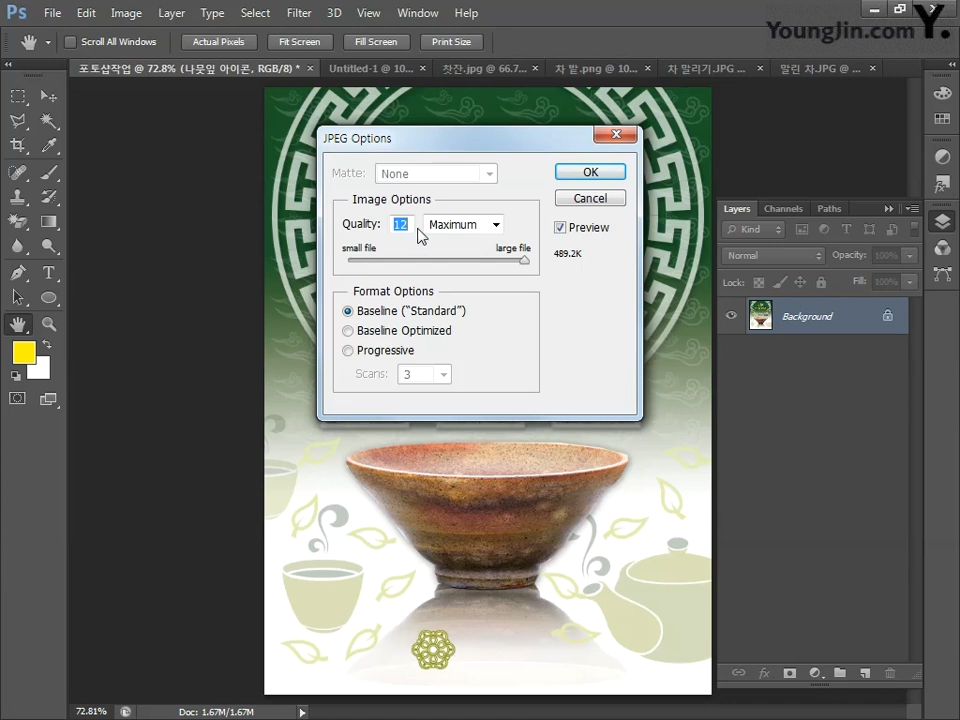 Ps File Edit Image Layer Type Select Filter 3D View Window Help
YoungJin.com Y.
Scroll All Windows Actual Pixels Fit Screen Fill Screen Print Size
포토샵작업 @ 72.8% (나뭇잎 아이콘, RGB/8) * × Untitled-1 @ 10... × 찻잔.jpg @ 66.7... × 차 밭.png @ 10... × 차 말리기.JPG ... × 말린 차.JPG @ ... ×
JPEG Options
Matte: None
OK
Image Options
Cancel
Quality: 12 Maximum
Preview
small file large file
489.2K
Format Options
Baseline ("Standard")
Baseline Optimized
Progressive
Scans: 3
Layers Channels Paths
Kind
Normal Opacity: 100%
Lock: Fill: 100%
Background
fx
72.81% Doc: 1.67M/1.67M